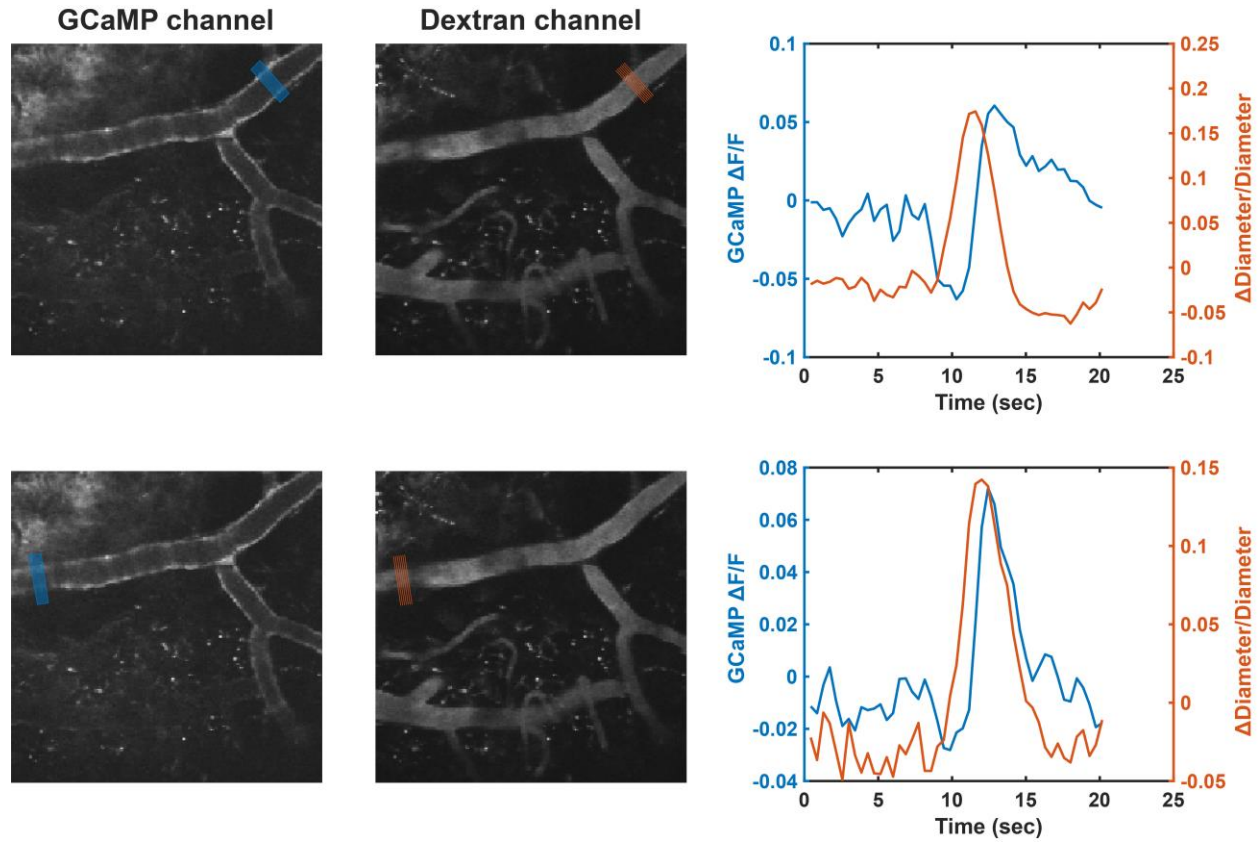 GCaMP channel
Dextran channel
GCaMP ΔF/F
0.1
0.05
0
-0.05
-0.1
0.25
0.2
0.15
0.1
0.05
0
-0.05
-0.1
ΔDiameter/Diameter
0 5 10 15 20 25
Time (sec)
GCaMP ΔF/F
0.08
0.06
0.04
0.02
0
-0.02
-0.04
0.15
0.1
0.05
0
-0.05
ΔDiameter/Diameter
0 5 10 15 20 25
Time (sec)